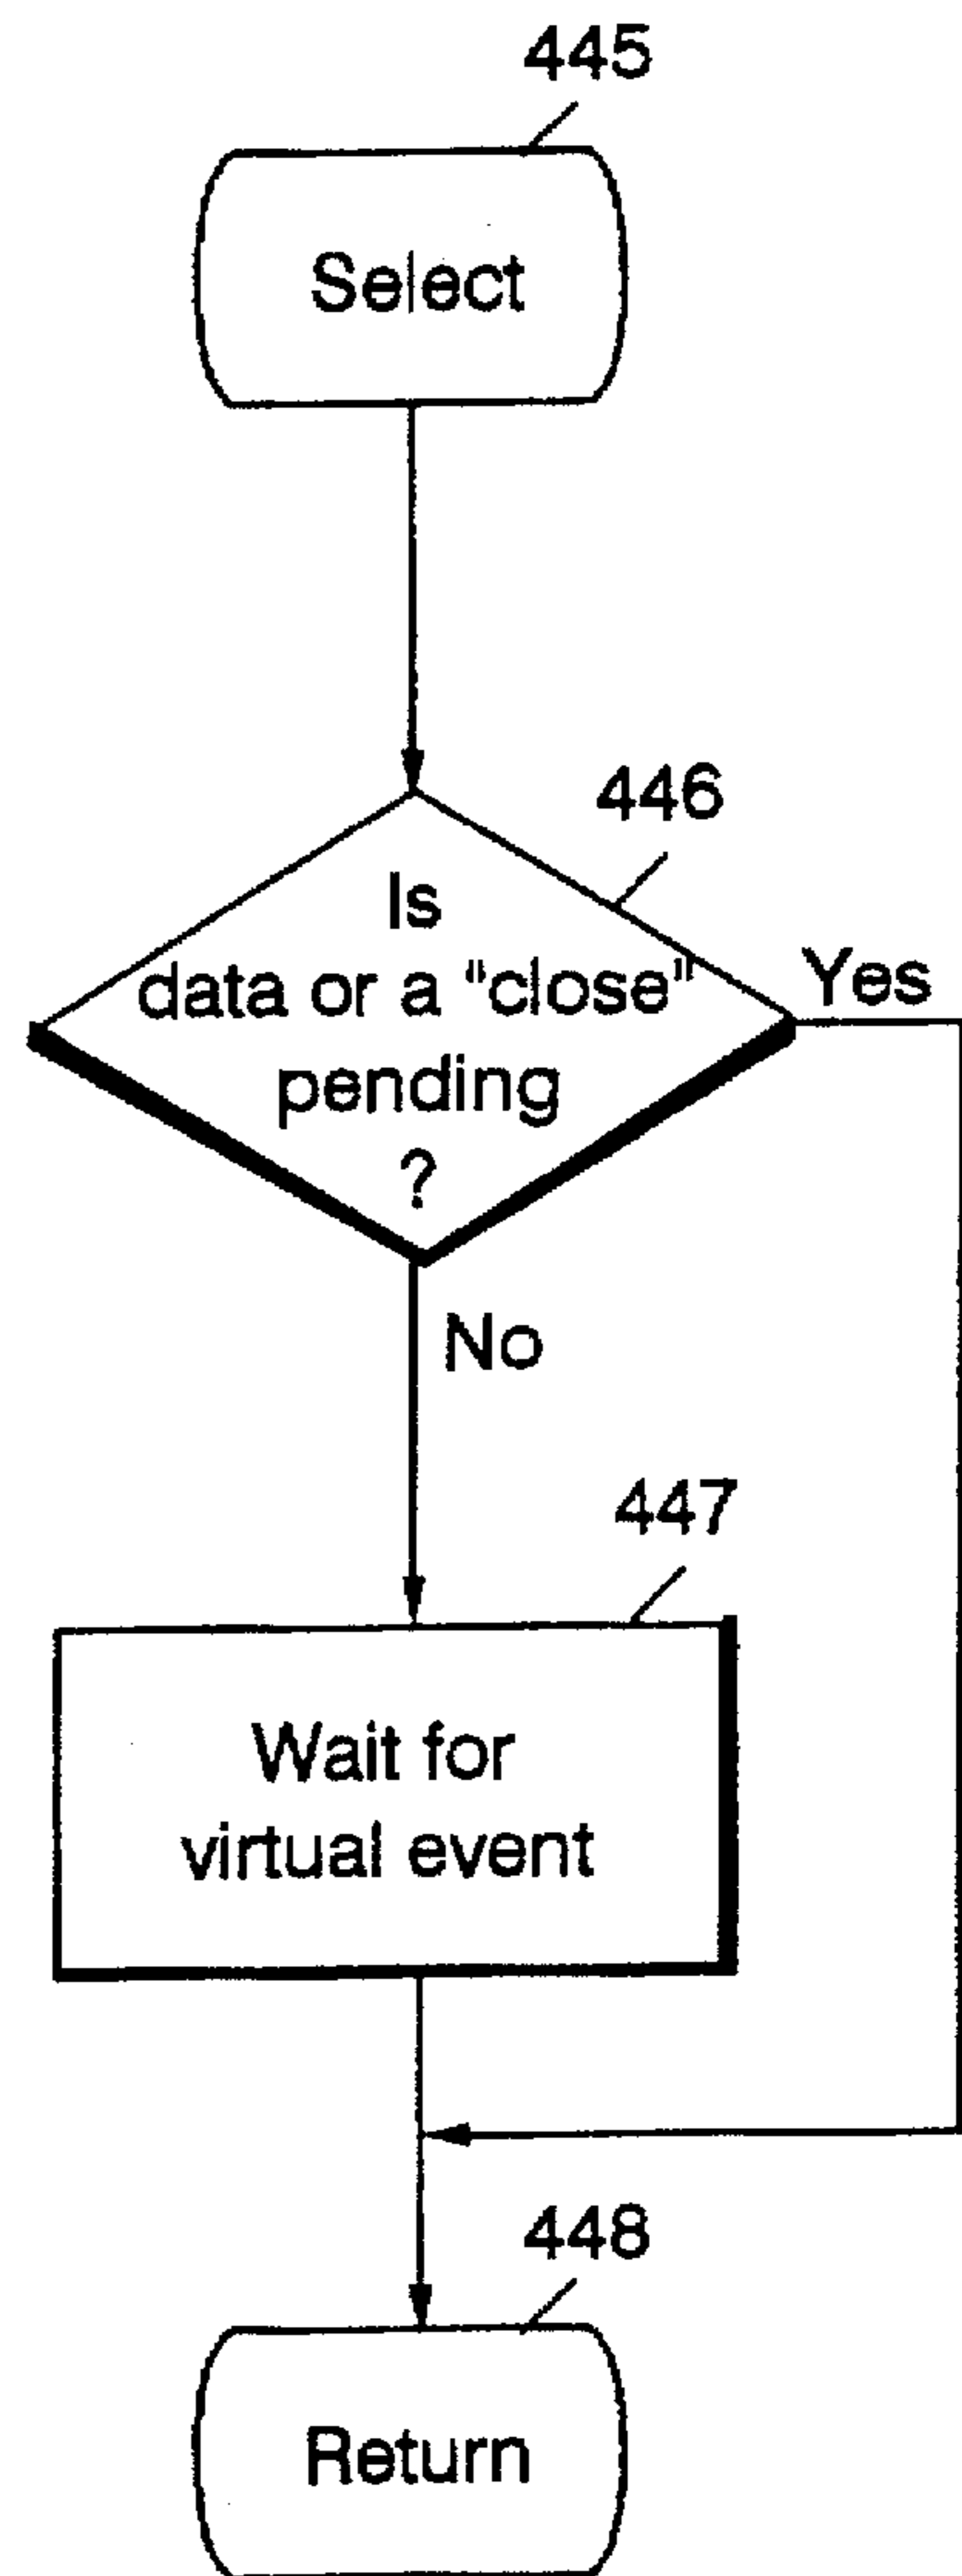 445
Select
446
Is
data or a "close"
pending
?
Yes
No
447
Wait for
virtual event
448
Return